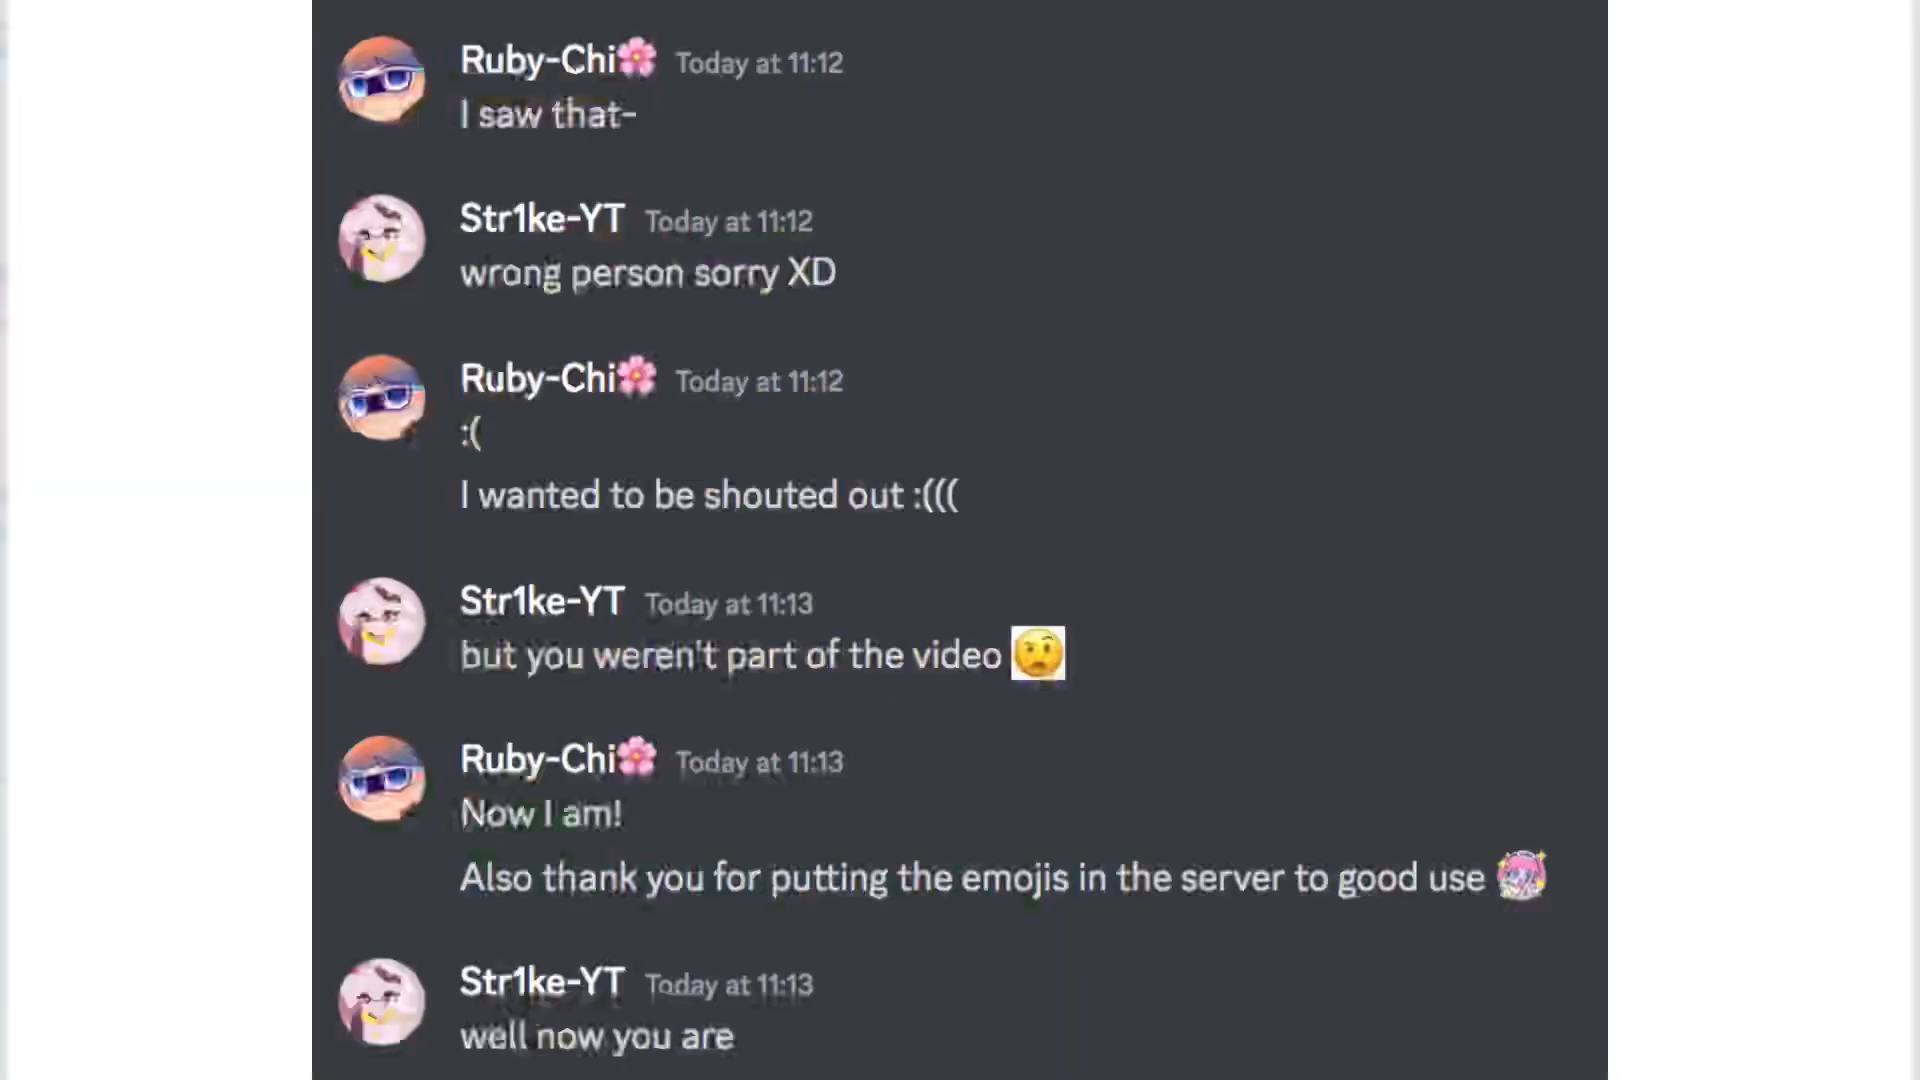 Ruby-Chi🌸 Today at 11:12
I saw that-
Str1ke-YT Today at 11:12
wrong person sorry XD
Ruby-Chi🌸 Today at 11:12
:(
I wanted to be shouted out :(((
Str1ke-YT Today at 11:13
but you weren't part of the video 🤨
Ruby-Chi🌸 Today at 11:13
Now I am!
Also thank you for putting the emojis in the server to good use
Str1ke-YT Today at 11:13
well now you are